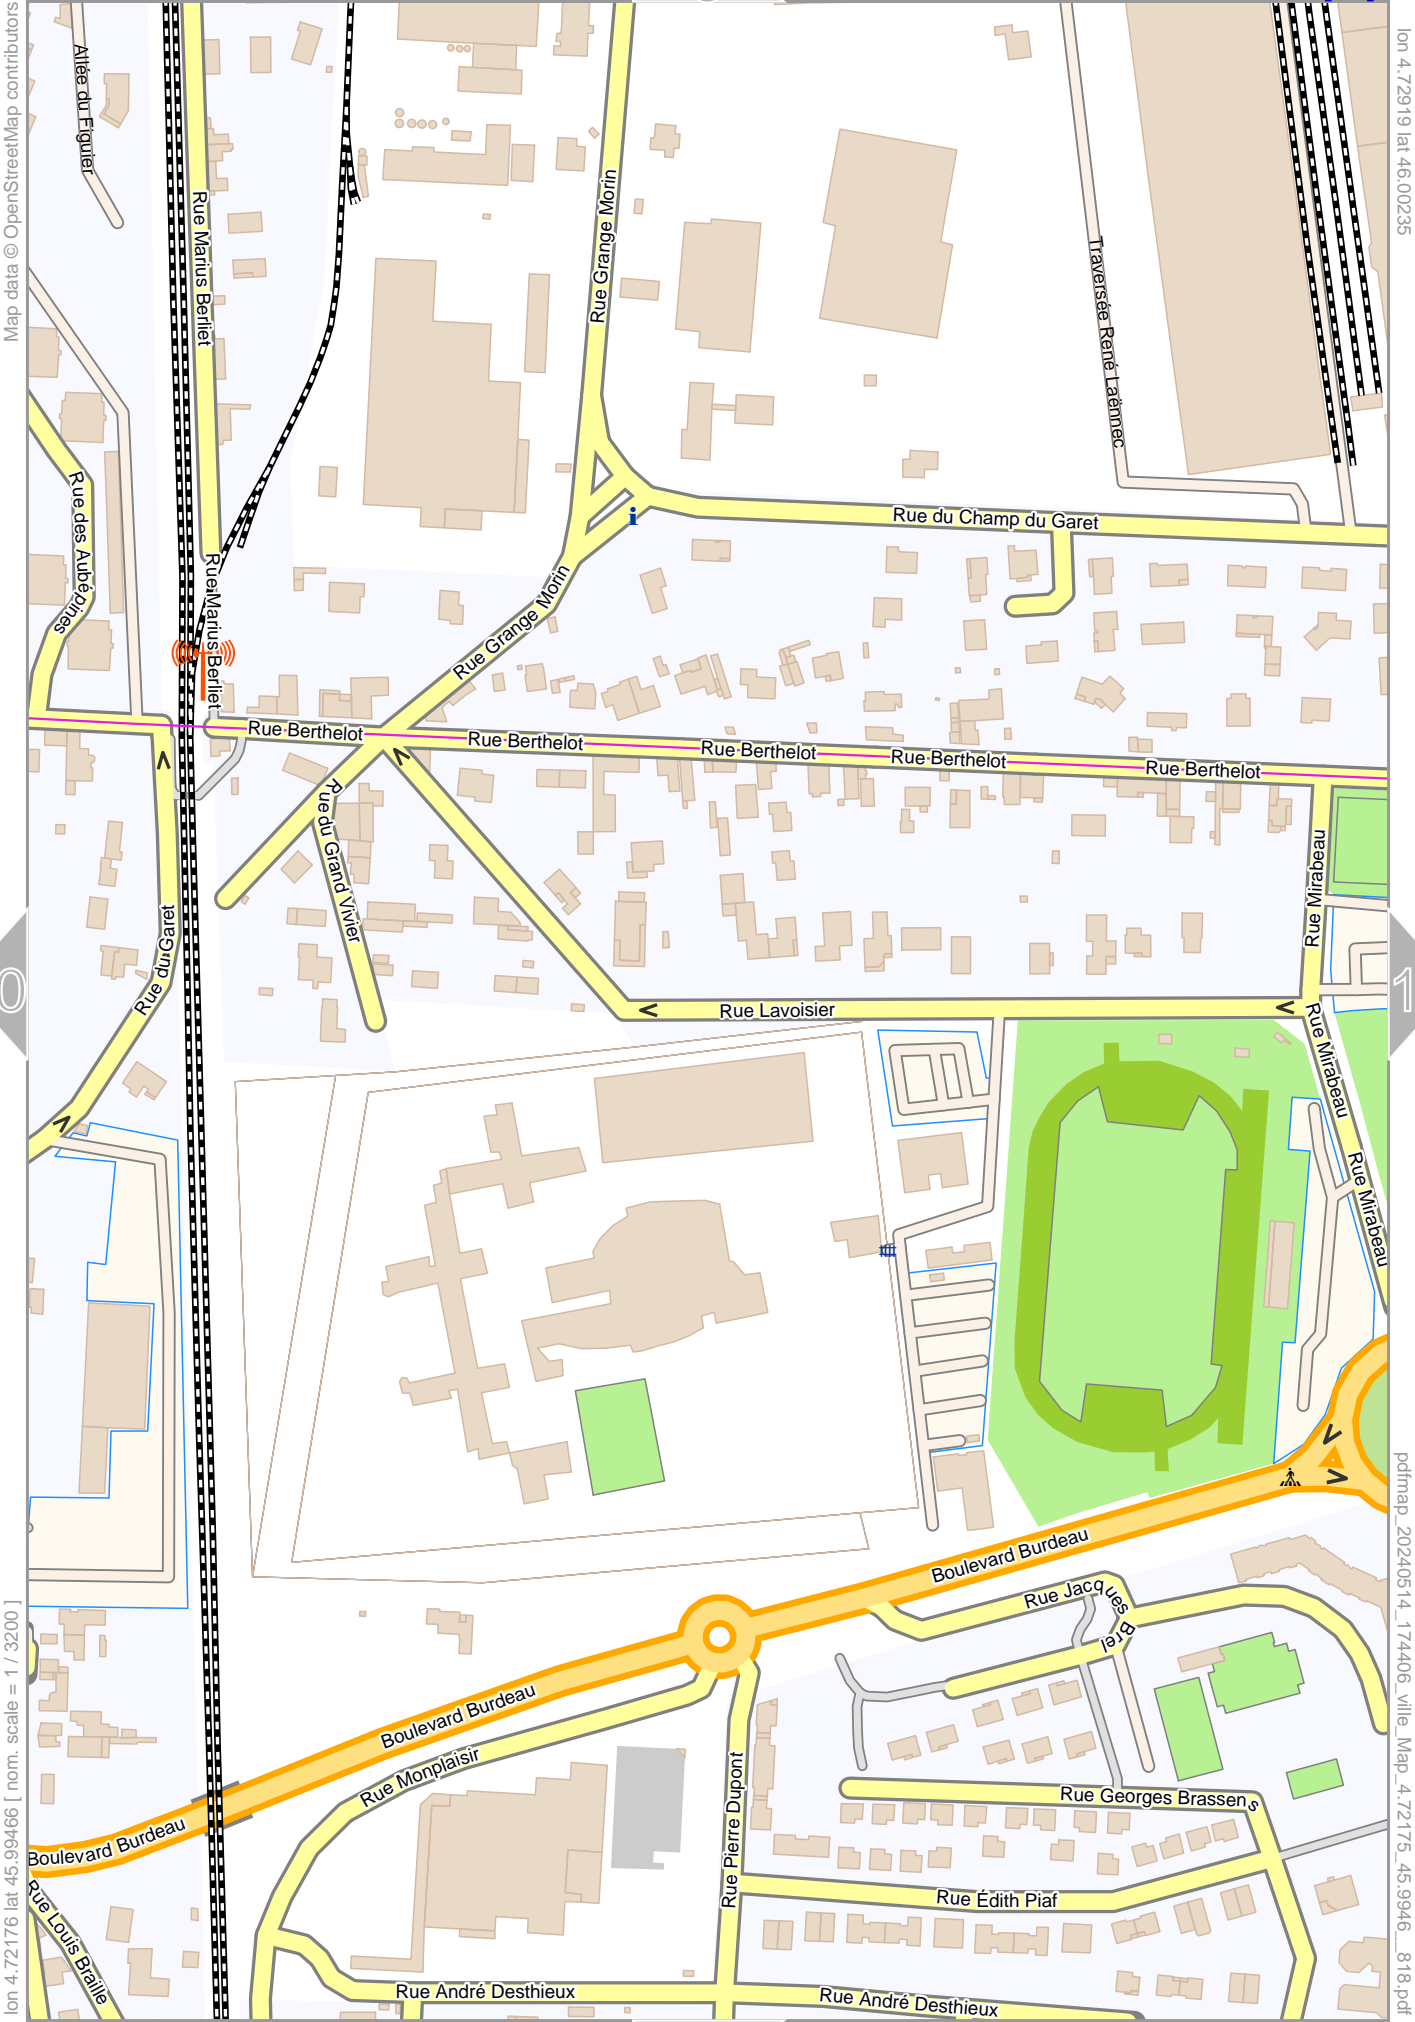 Map data © OpenStreetMap contributors
lon 4.72919 lat 46.00235
Allée du Figuier
Rue Marius Berliet
Rue Grange Morin
Traversée René Laënnec
Rue des Aubépines
Rue du Champ du Garet
i
Rue Marius Berliet
Rue Grange Morin
Rue Berthelot
Rue Berthelot
Rue Berthelot
Rue Berthelot
Rue Berthelot
Rue du Grand Vivier
Rue Mirabeau
Rue du Garet
0
1
Rue Lavoisier
Rue Mirabeau
Rue Mirabeau
Boulevard Burdeau
Rue Jacques Brel
Boulevard Burdeau
Rue Monplaisir
Rue Pierre Dupont
Rue Georges Brassens
Boulevard Burdeau
Rue Édith Piaf
Rue Louis Braille
Rue André Desthieux
Rue André Desthieux
lon 4.72176 lat 45.99466 [ nom. scale = 1 / 3200 ]
pdfmap_20240514_174406_ville_Map_4.72175_45.9946__818.pdf